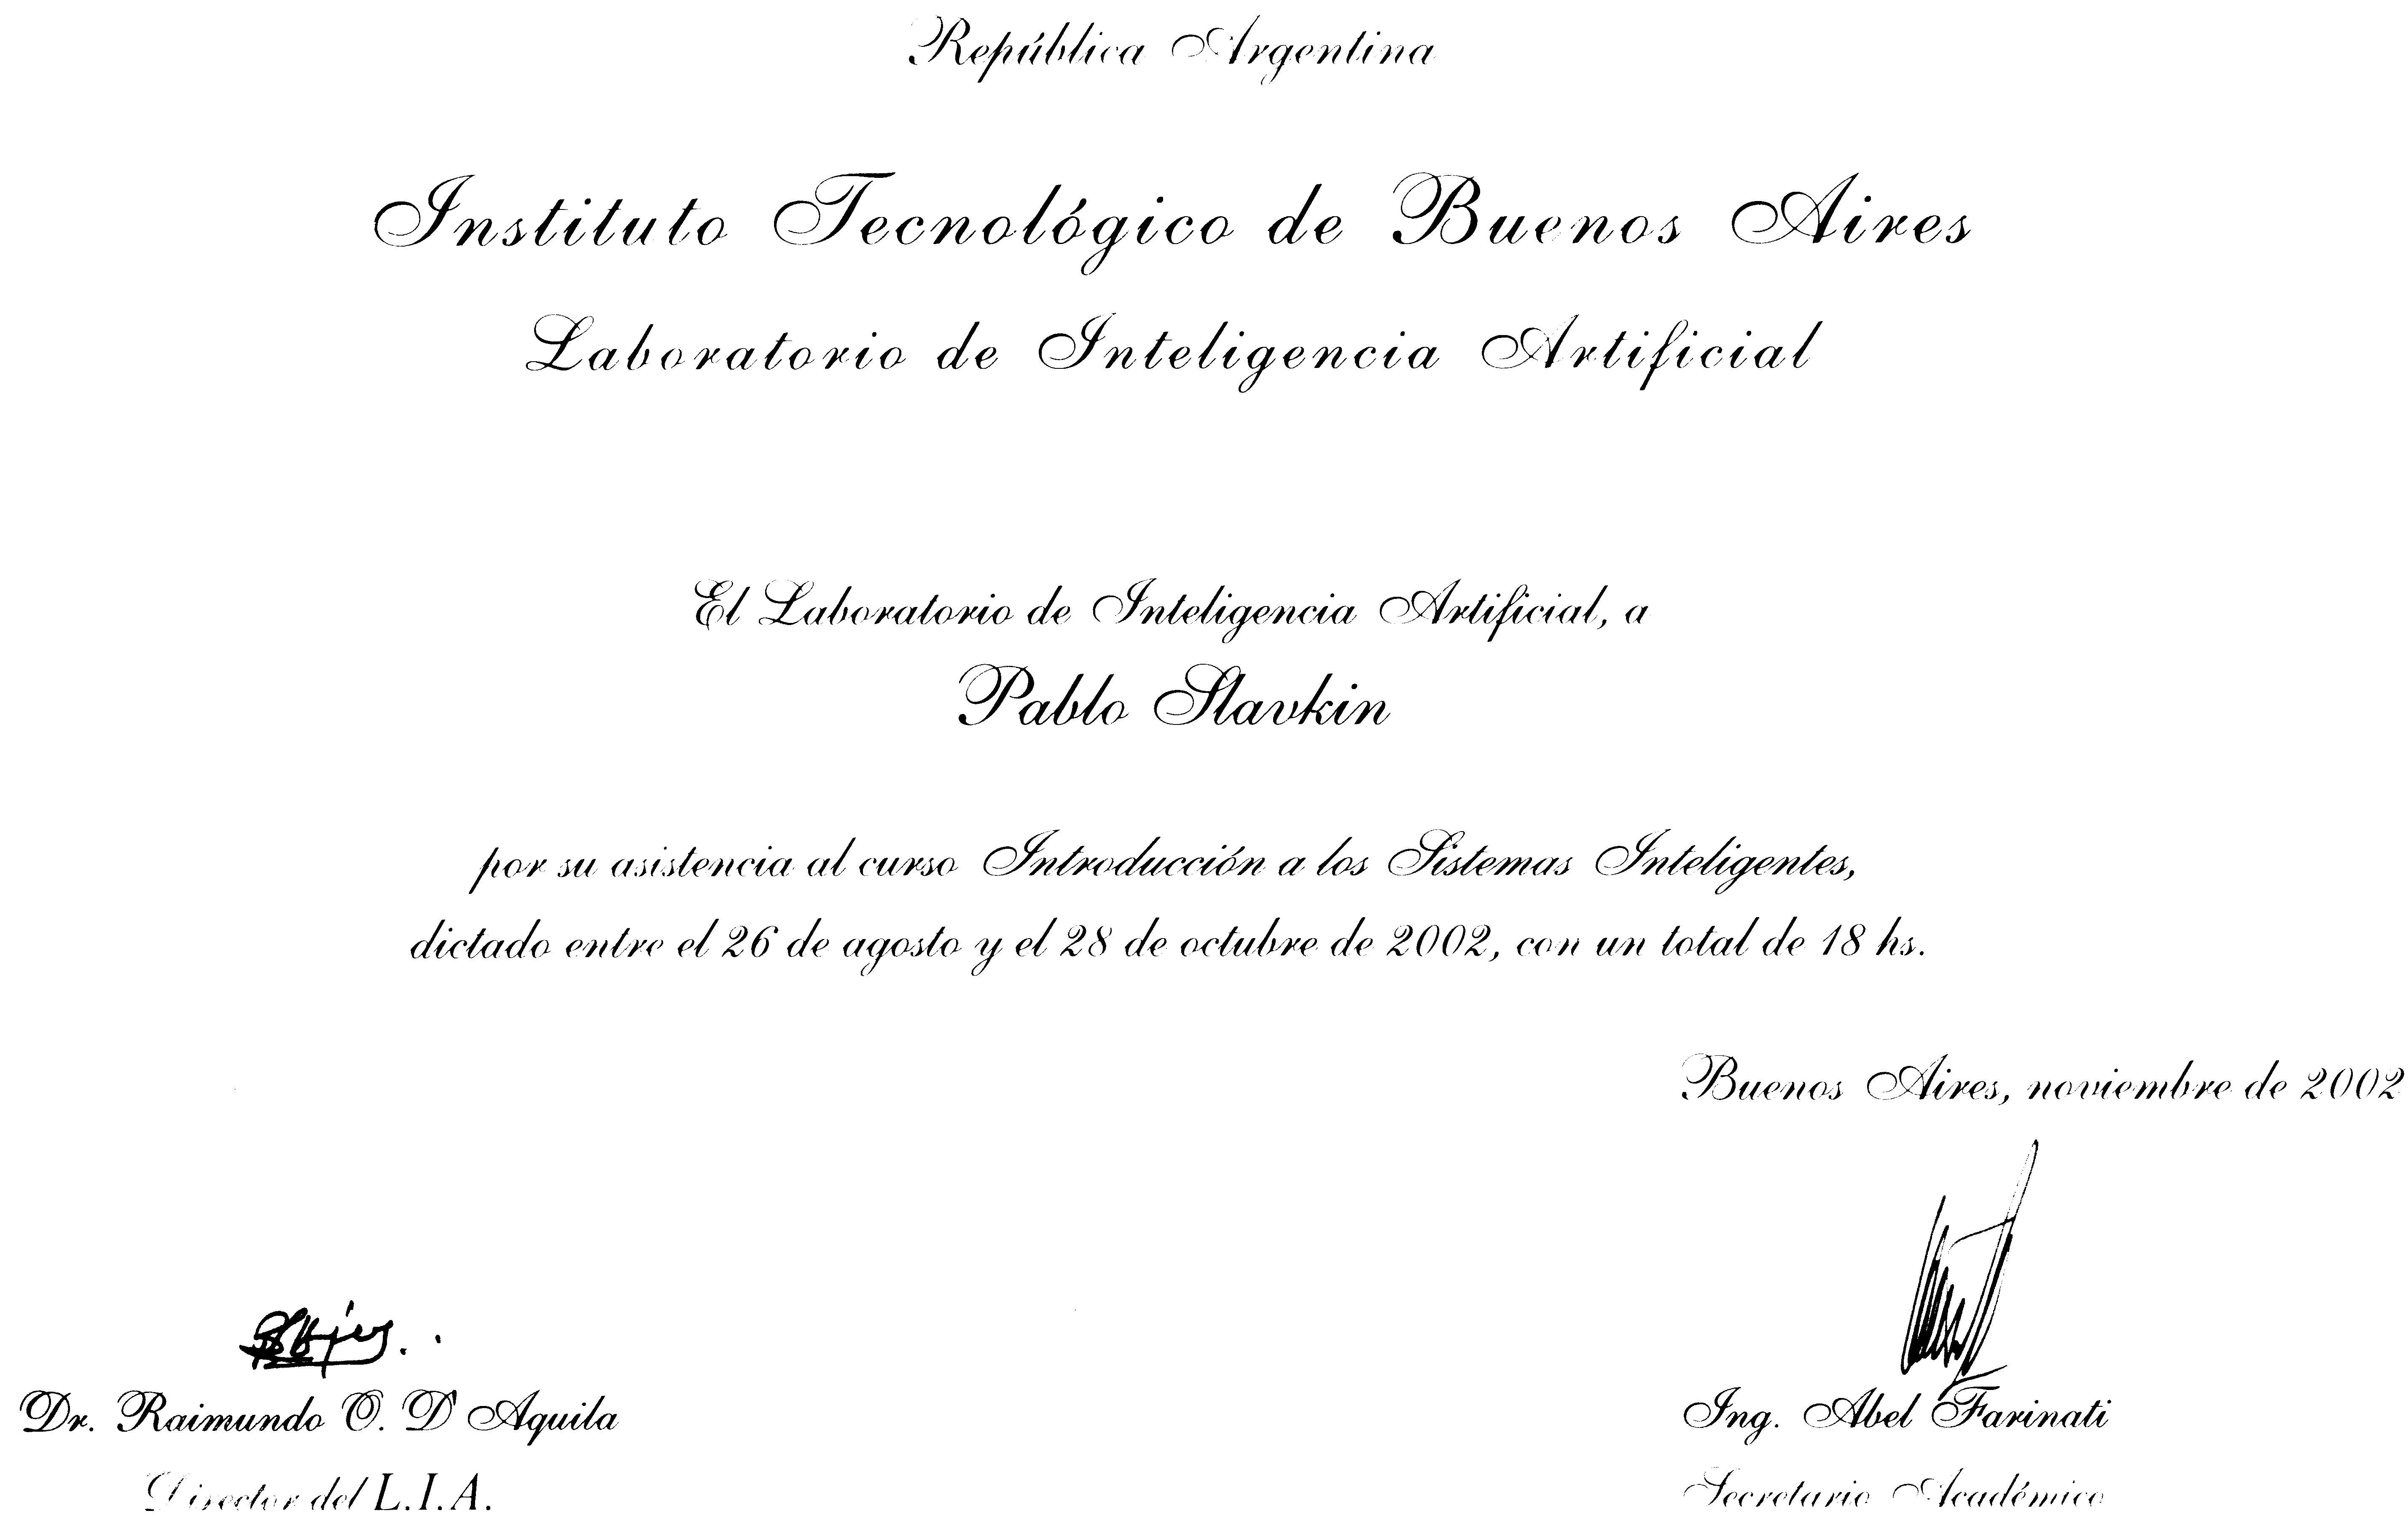 República Argentina
Instituto Tecnológico de Buenos Aires
Laboratorio de Inteligencia Artificial
El Laboratorio de Inteligencia Artificial, a
Pablo Slavkin
por su asistencia al curso Introducción a los Sistemas Inteligentes,
dictado entre el 26 de agosto y el 28 de octubre de 2002, con un total de 18 hs.
Buenos Aires, noviembre de 2002
Dr. Raimundo O. D Aquila
Director del L.I.A.
Ing. Abel Farinati
Secretario Académico